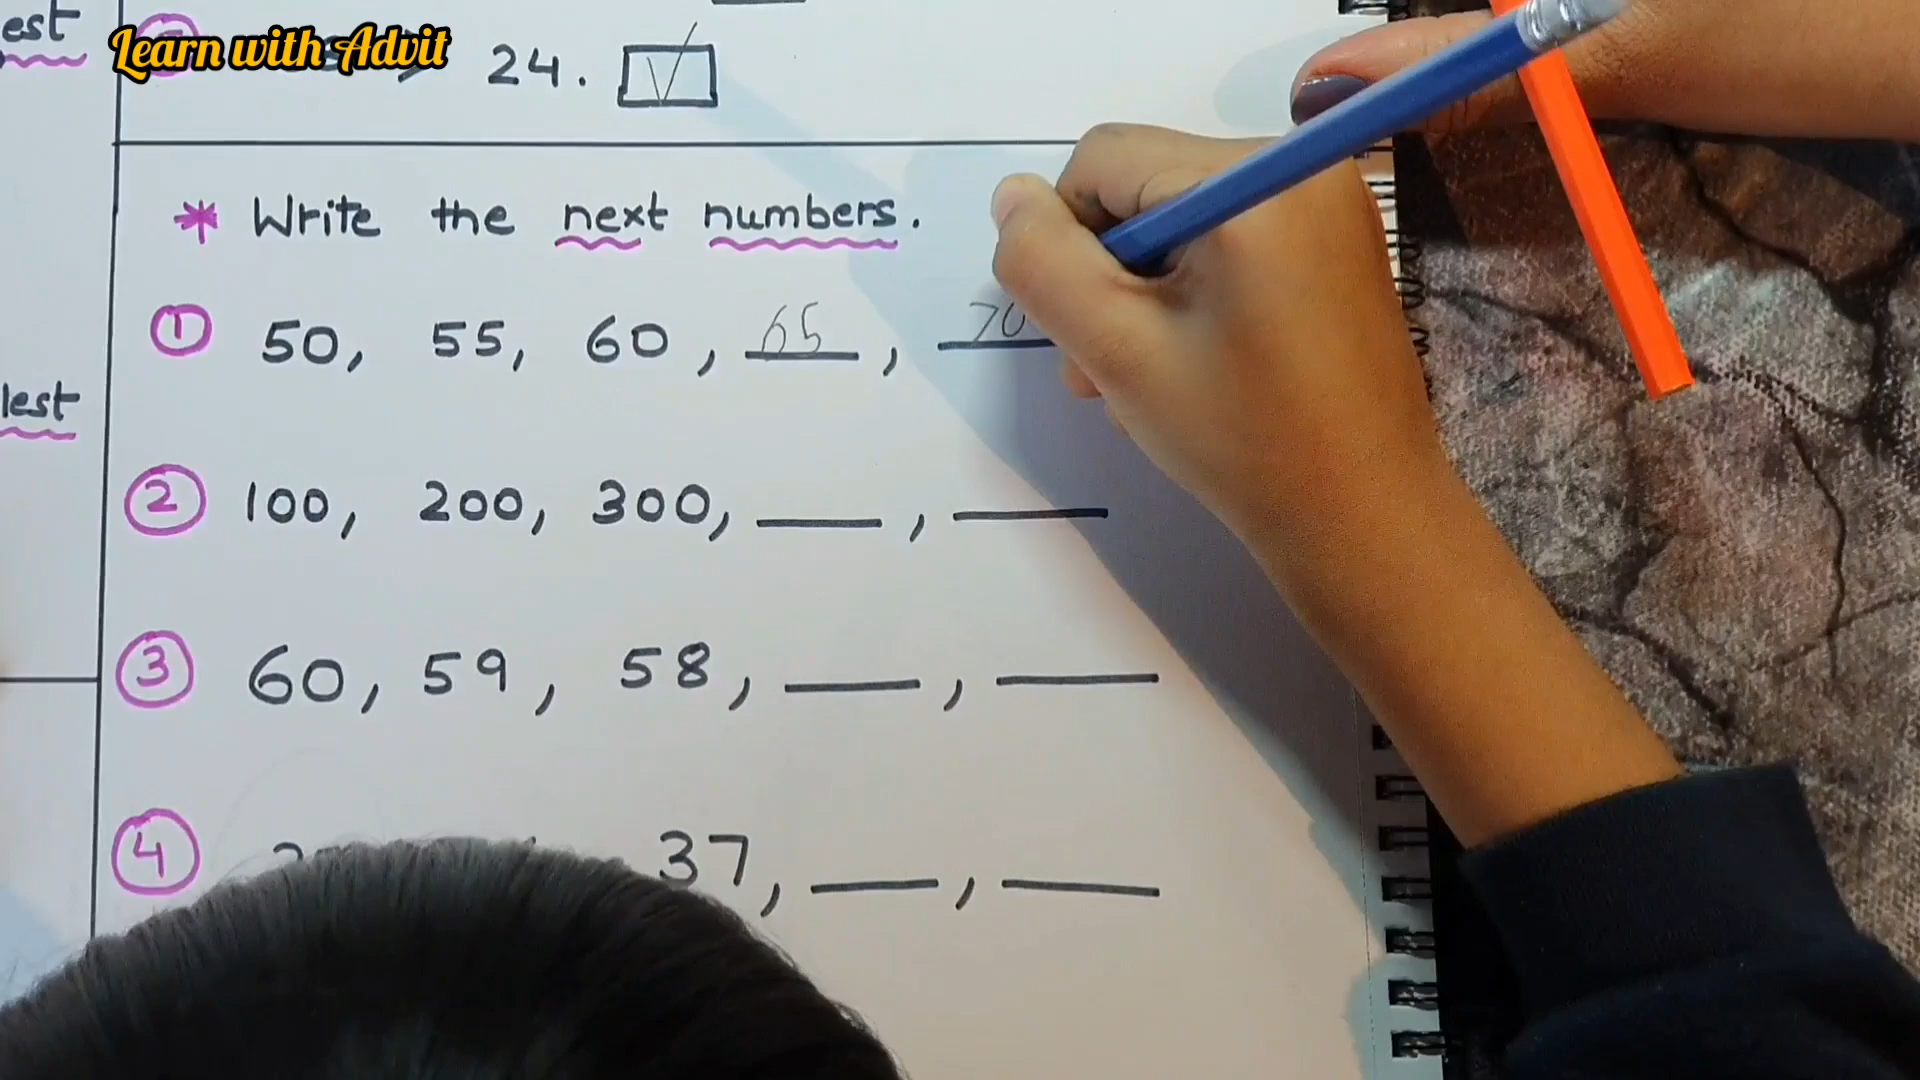 est
Learn with Advit
24.
lest
* Write the next numbers.
① 50, 55, 60, 65, 70
② 100, 200, 300, ___, ___
③ 60, 59, 58, ___, ___
④ 37, ___, ___